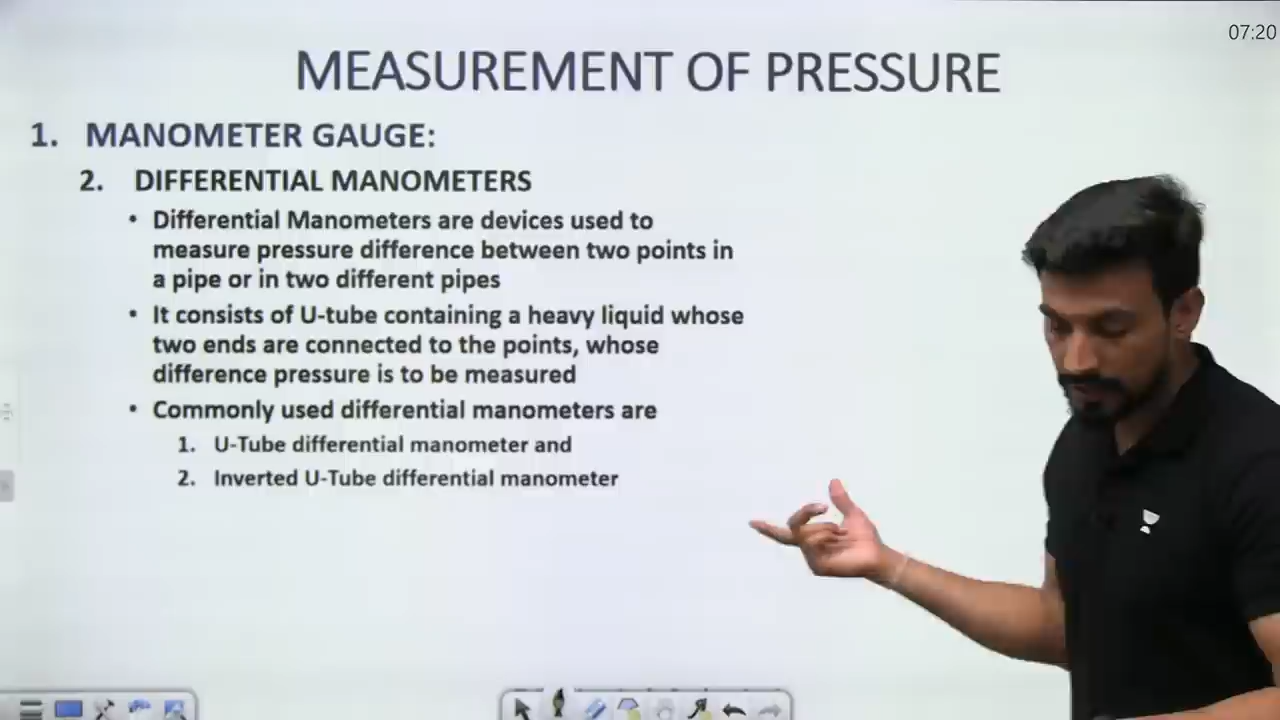 07:20
MEASUREMENT OF PRESSURE
1. MANOMETER GAUGE:
2. DIFFERENTIAL MANOMETERS
• Differential Manometers are devices used to
measure pressure difference between two points in
a pipe or in two different pipes
• It consists of U-tube containing a heavy liquid whose
two ends are connected to the points, whose
difference pressure is to be measured
• Commonly used differential manometers are
1. U-Tube differential manometer and
2. Inverted U-Tube differential manometer